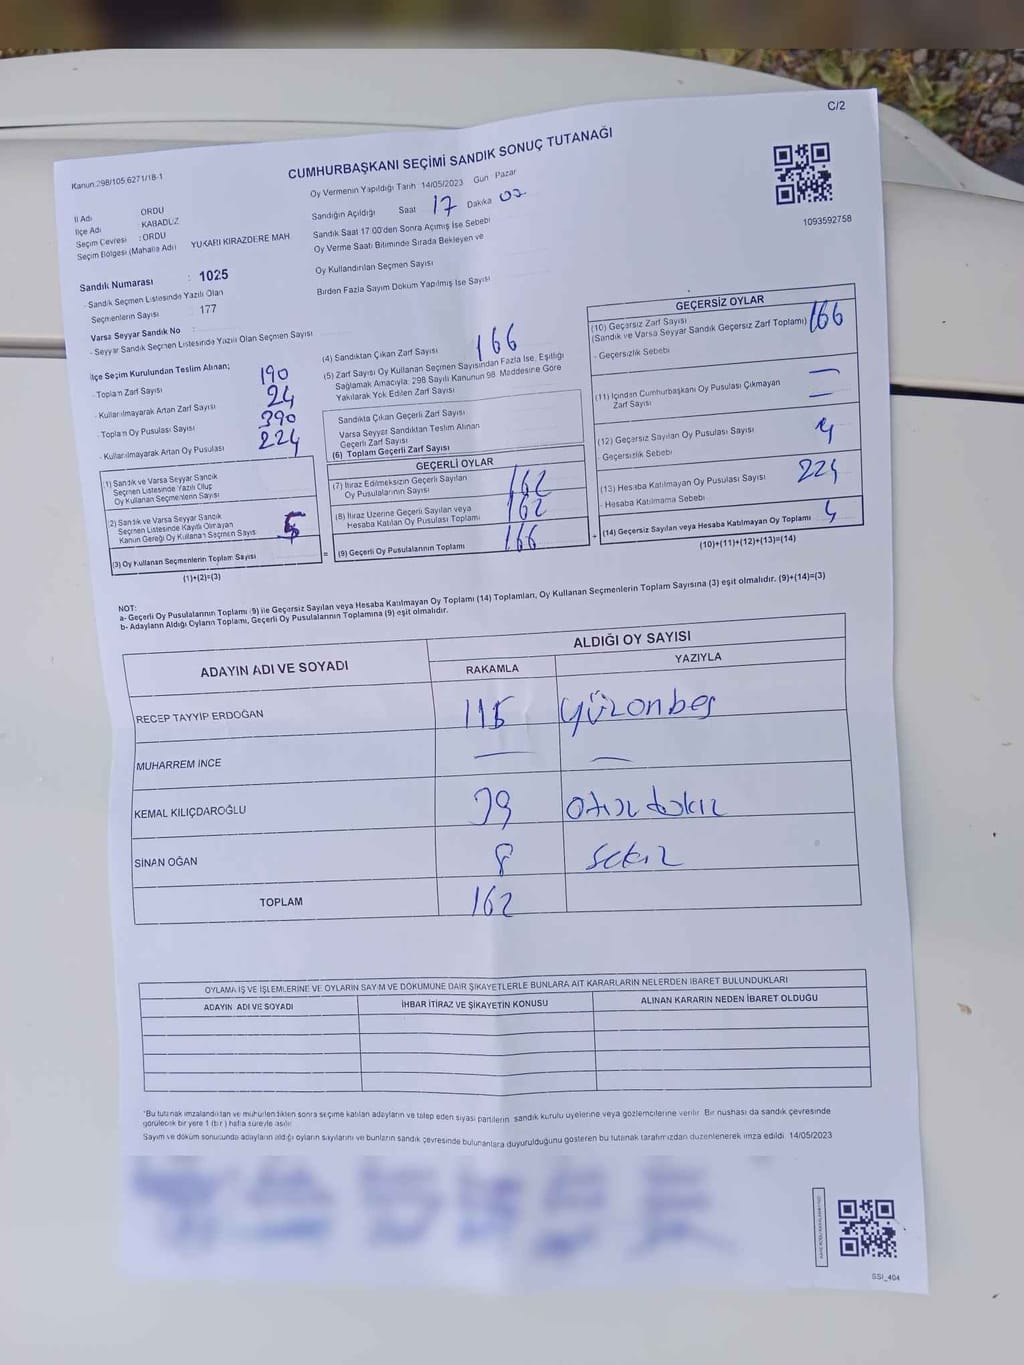 C/2
Kanun:298/105,6271/18-1
CUMHURBAŞKANI SEÇİMİ SANDIK SONUÇ TUTANAĞI
Oy Vermenin Yapıldığı Tarih 14/05/2023 Gün Pazar
Sandığın Açıldığı Saat 17 Dakika 02
Sandık Saat 17:00'den Sonra Açımış İse Sebebi
Oy Verme Saati Bitiminde Sırada Bekleyen ve
Oy Kullandırılan Seçmen Sayısı
Birden Fazla Sayım Döküm Yapılmış İse Sayısı
1093592758
İl Adı ORDU
İlçe Adı KABADÜZ
Seçim Çevresi : ORDU
Seçim Bölgesi (Mahalle Adı) YUKARI KIRAZDERE MAH
Sandık Numarası : 1025
- Sandık Seçmen Listesinde Yazılı Olan
Seçmenlerin Sayısı : 177
Varsa Seyyar Sandık No :
- Seyyar Sandık Seçmen Listesinde Yazılı Olan Seçmen Sayısı
İlçe Seçim Kurulundan Teslim Alınan;
- Toplam Zarf Sayısı 190
- Kullanılmayarak Artan Zarf Sayısı 24
- Toplam Oy Pusulası Sayısı 390
- Kullanılmayarak Artan Oy Pusulası 224
(1) Sandık ve Varsa Seyyar Sandık
Seçmen Listesinde Yazılı Olup
Oy Kullanan Seçmenlerin Sayısı
(2) Sandık ve Varsa Seyyar Sandık
Seçmen Listesinde Kayıtlı Olmayan
Kanun Gereği Oy Kullanan Seçmen Sayısı
(3) Oy Kullanan Seçmenlerin Toplam Sayısı
(1)+(2)=(3)
(4) Sandıktan Çıkan Zarf Sayısı 166
(5) Zarf Sayısı Oy Kullanan Seçmen Sayısından Fazla İse, Eşitliği
Sağlamak Amacıyla, 298 Sayılı Kanunun 98. Maddesine Göre
Yakılarak Yok Edilen Zarf Sayısı
Sandıkta Çıkan Geçerli Zarf Sayısı
Varsa Seyyar Sandıktan Teslim Alınan
Geçerli Zarf Sayısı
(6) Toplam Geçerli Zarf Sayısı
GEÇERLİ OYLAR
(7) İtiraz Edilmeksizin Geçerli Sayılan
Oy Pusulalarının Sayısı 162
(8) İtiraz Üzerine Geçerli Sayılan veya
Hesaba Katılan Oy Pusulası Toplamı 162
= (9) Geçerli Oy Pusulalarının Toplamı 166
GEÇERSİZ OYLAR
(10) Geçersiz Zarf Sayısı
(Sandık ve Varsa Seyyar Sandık Geçersiz Zarf Toplamı) 166
- Geçersizlik Sebebi
(11) İçindan Cumhurbaşkanı Oy Pusulası Çıkmayan
Zarf Sayısı
(12) Geçersiz Sayılan Oy Pusulası Sayısı 4
- Geçersizlik Sebebi
(13) Hesaba Katılmayan Oy Pusulası Sayısı 224
- Hesaba Katılmama Sebebi
+ (14) Geçersiz Sayılan veya Hesaba Katılmayan Oy Toplamı 4
(10)+(11)+(12)+(13)=(14)
NOT:
a- Geçerli Oy Pusulalarının Toplamı (9) ile Geçersiz Sayılan veya Hesaba Katılmayan Oy Toplamı (14) Toplamları, Oy Kullanan Seçmenlerin Toplam Sayısına (3) eşit olmalıdır. (9)+(14)=(3)
b- Adayların Aldığı Oyların Toplamı, Geçerli Oy Pusulalarının Toplamına (9) eşit olmalıdır.
ADAYIN ADI VE SOYADI ALDIĞI OY SAYISI
RAKAMLA YAZIYLA
RECEP TAYYİP ERDOĞAN 115 yüzonbeş
MUHARREM İNCE — —
KEMAL KILIÇDAROĞLU 39
SİNAN OĞAN 8 Sekiz
TOPLAM 162
OYLAMA İŞ VE İŞLEMLERİNE VE OYLARIN SAYIM VE DÖKÜMÜNE DAİR ŞİKAYETLERLE BUNLARA AİT KARARLARIN NELERDEN İBARET BULUNDUKLARI
ADAYIN ADI VE SOYADI İHBAR İTİRAZ VE ŞİKAYETİN KONUSU ALINAN KARARIN NEDEN İBARET OLDUĞU
*Bu tutanak imzalandıktan ve mühürlendikten sonra seçime katılan adayların ve talep eden siyasi partilerin sandık kurulu üyelerine veya gözlemcilerine verilir. Bir nüshası da sandık çevresinde
görülecek bir yere 1 (bir) hafta süreyle asılır.
Sayım ve döküm sonucunda adayların aldığı oyların sayılarını ve bunların sandık çevresinde bulunanlara duyurulduğunu gösteren bu tutanak tarafımızdan düzenlenerek imza edildi. 14/05/2023
SSI_404